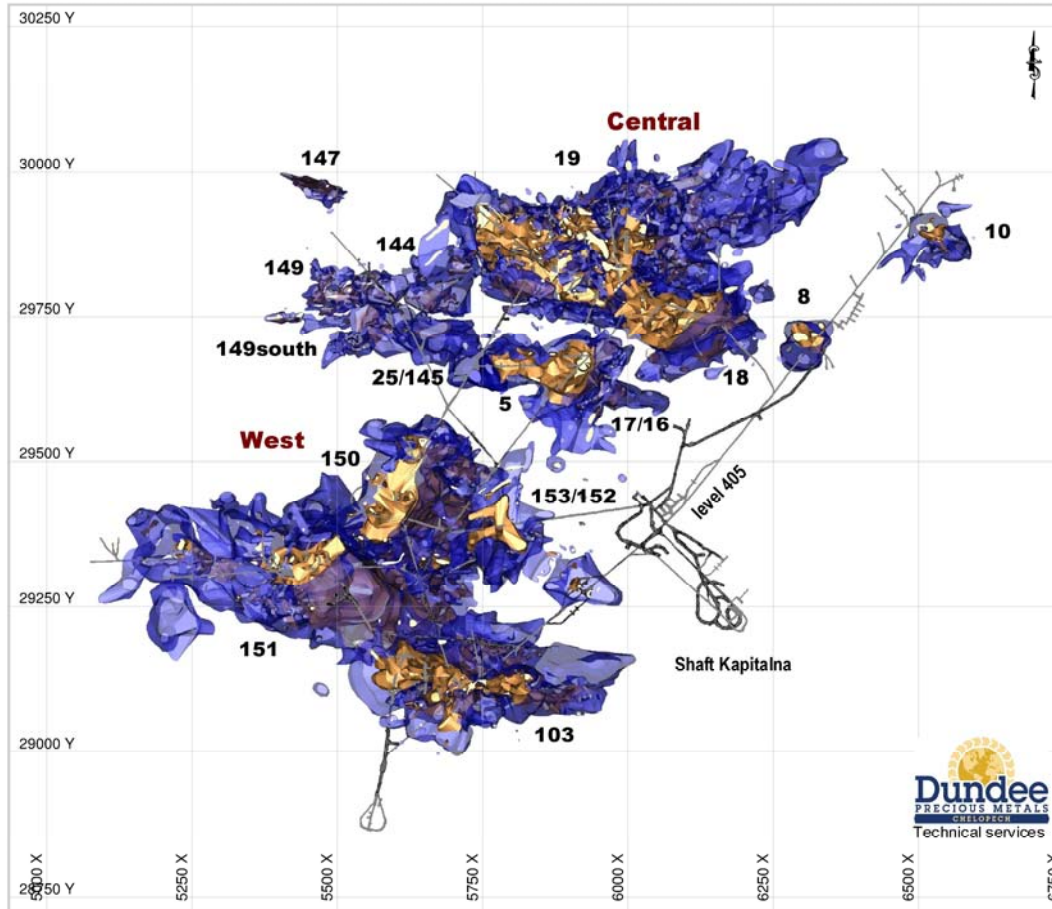 30250 Y
Central
147
19
30000 Y
10
144
149
8
29750 Y
149south
25/145
18
5
17/16
West
29500 Y
150
153/152
level 405
29250 Y
151
Shaft Kapitalna
103
29000 Y
Dundee
PRECIOUS METALS
CHELOPECH
Technical services
28750 Y
5000 X
5250 X
5500 X
5750 X
6000 X
6250 X
6500 X
6750 X